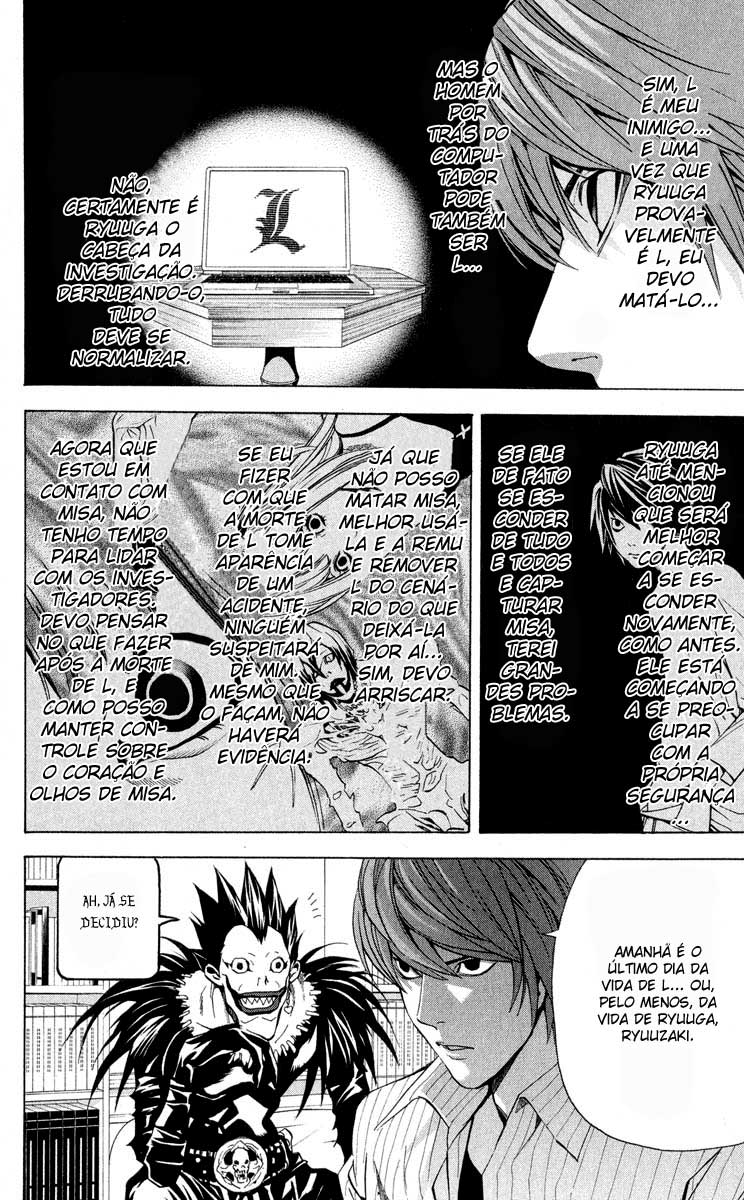 SIM, L
É MEU
INIMIGO...
E UMA
VEZ QUE
RYUUGA
PROVA-
VELMENTE
É L, EU
DEVO
MATÁ-LO...
MAS O
HOMEM
POR
TRÁS DO
COMPU-
TADOR
PODE
TAMBÉM
SER
L...
L
NÃO,
CERTAMENTE É
RYUUGA O
CABEÇA DA
INVESTIGAÇÃO.
DERRUBANDO-O,
TUDO
DEVE SE
NORMALIZAR.
RYUUGA
ATÉ MEN-
CIONOU
QUE SERÁ
MELHOR
COMEÇAR
A SE ES-
CONDER
NOVAMENTE,
COMO ANTES.
ELE ESTÁ
COMEÇANDO
A SE PREO-
CUPAR
COM A
PRÓPRIA
SEGURANÇA
...
SE ELE
DE FATO
SE ES-
CONDER
DE TUDO
E TODOS
E CAP-
TURAR
MISA,
TEREI
GRAN-
DES PRO-
BLEMAS.
JÁ QUE
NÃO POSSO
MATAR MISA,
MELHOR USÁ-
LA E A REMU
E REMOVER
L DO CENÁ-
RIO DO QUE
DEIXÁ-LA
POR AÍ...
SIM, DEVO
ARRISCAR?
SE EU
FIZER
COM QUE
A MORTE
DE L TOME
APARÊNCIA
DE UM
ACIDENTE,
NINGUÉM
SUSPEITARÁ
DE MIM.
MESMO QUE
O FAÇAM, NÃO
HAVERÁ
EVIDÊNCIA.
AGORA QUE
ESTOU EM
CONTATO COM
MISA, NÃO
TENHO TEMPO
PARA LIDAR
COM OS INVES-
TIGADORES.
DEVO PENSAR
NO QUE FAZER
APÓS A MORTE
DE L, E
COMO POSSO
MANTER CON-
TROLE SOBRE
O CORAÇÃO E
OLHOS DE MISA.
AMANHÃ É O
ÚLTIMO DIA DA
VIDA DE L... OU,
PELO MENOS, DA
VIDA DE RYUUGA,
RYUUZAKI.
AH, JÁ SE
DECIDIU?